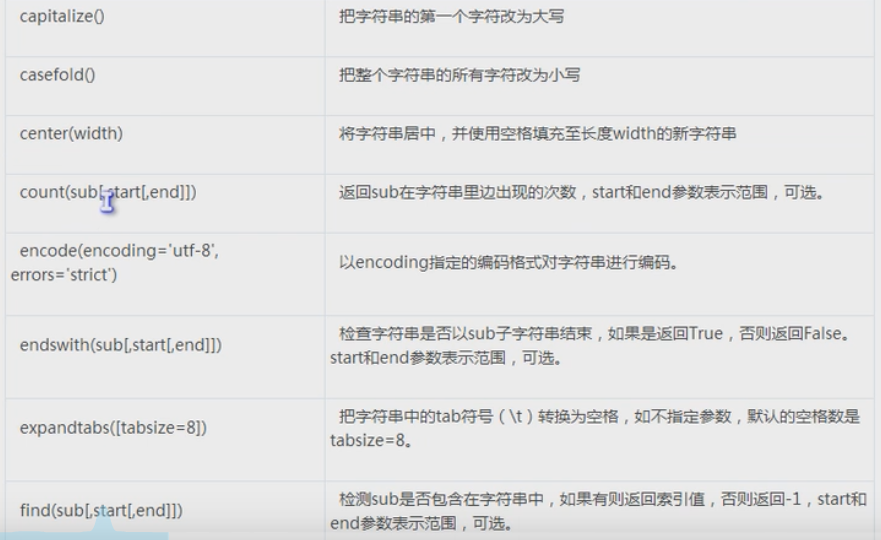 capitalize() 把字符串的第一个字符改为大写
casefold() 把整个字符串的所有字符改为小写
center(width) 将字符串居中，并使用空格填充至长度width的新字符串
count(sub[,start[,end]]) 返回sub在字符串里边出现的次数，start和end参数表示范围，可选。
encode(encoding='utf-8',
errors='strict')
以encoding指定的编码格式对字符串进行编码。
endswith(sub[,start[,end]])
检查字符串是否以sub子字符串结束，如果是返回True，否则返回False。
start和end参数表示范围，可选。
expandtabs([tabsize=8])
把字符串中的tab符号（\t）转换为空格，如不指定参数，默认的空格数是
tabsize=8。
find(sub[,start[,end]])
检测sub是否包含在字符串中，如果有则返回索引值，否则返回-1，start和
end参数表示范围，可选。